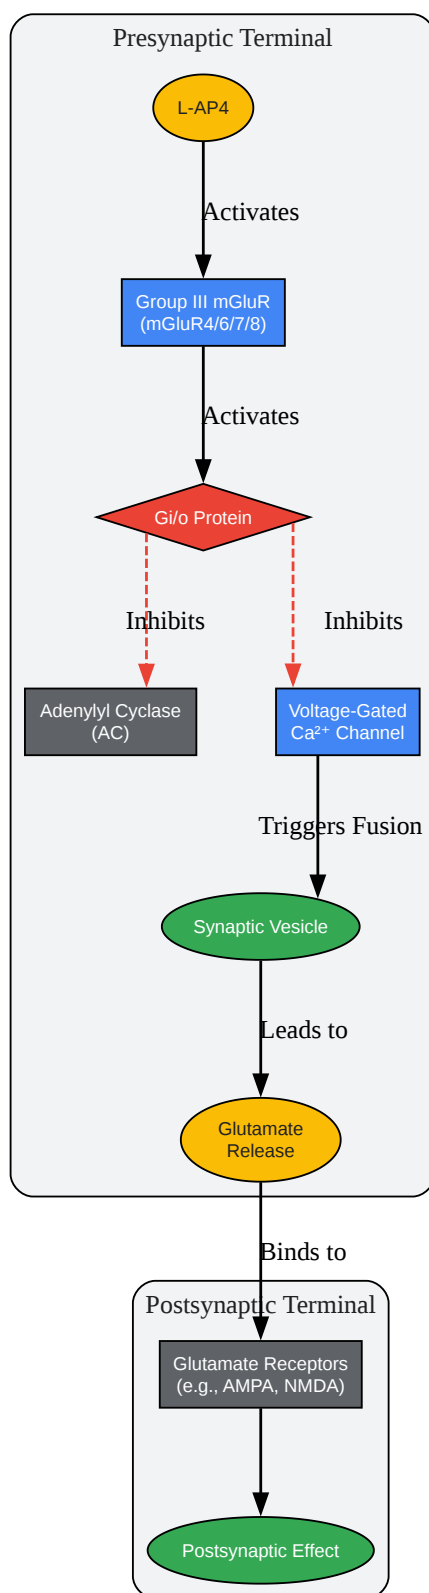 Presynaptic Terminal
L-AP4
Activates
Group III mGluR
(mGluR4/6/7/8)
Activates
Gi/o Protein
Inhibits
Inhibits
Adenylyl Cyclase
(AC)
Voltage-Gated
Ca²⁺ Channel
Triggers Fusion
Synaptic Vesicle
Leads to
Glutamate
Release
Binds to
Postsynaptic Terminal
Glutamate Receptors
(e.g., AMPA, NMDA)
Postsynaptic Effect